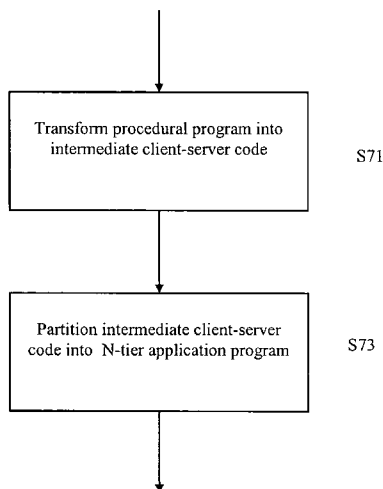 Transform procedural program into
intermediate client-server code
S71
Partition intermediate client-server
code into N-tier application program
S73